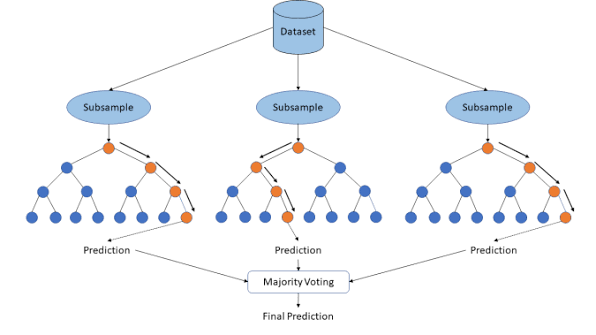 Dataset
Subsample
Subsample
Subsample
Prediction
Prediction
Prediction
Majority Voting
Final Prediction